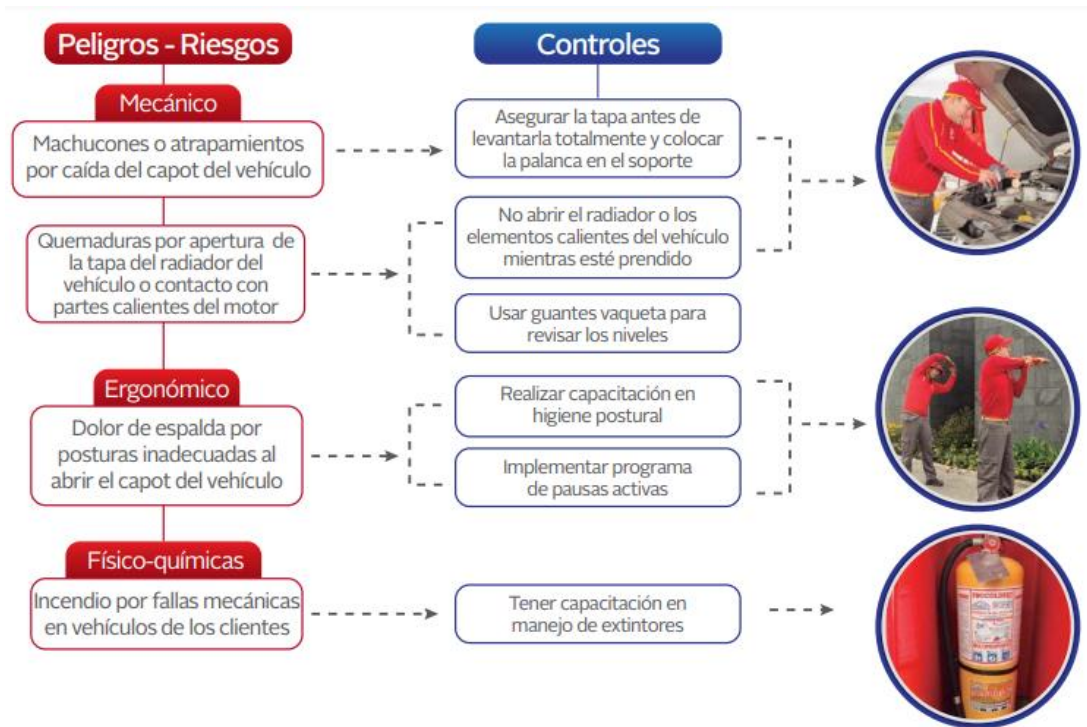 Peligros - Riesgos
Controles
Mecánico
Machucones o atrapamientos
por caída del capot del vehículo
Asegurar la tapa antes de
levantarla totalmente y colocar
la palanca en el soporte
Quemaduras por apertura de
la tapa del radiador del
vehículo o contacto con
partes calientes del motor
No abrir el radiador o los
elementos calientes del vehículo
mientras esté prendido
Usar guantes vaqueta para
revisar los niveles
Ergonómico
Dolor de espalda por
posturas inadecuadas al
abrir el capot del vehículo
Realizar capacitación en
higiene postural
Implementar programa
de pausas activas
Físico-químicas
Incendio por fallas mecánicas
en vehículos de los clientes
Tener capacitación en
manejo de extintores